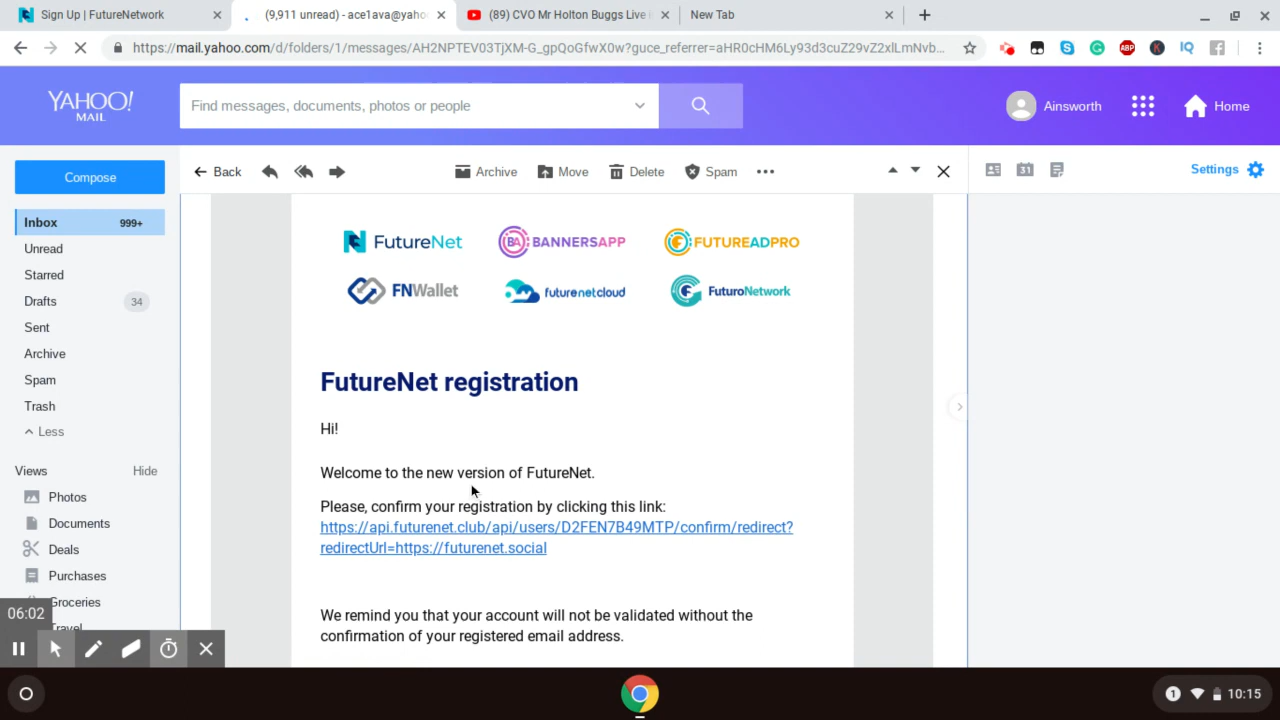 Sign Up | FutureNetwork
(9,911 unread) - ace1ava@yaho
(89) CVO Mr Holton Buggs Live i
New Tab
https://mail.yahoo.com/d/folders/1/messages/AH2NPTEV03TjXM-G_gpQoGfwX0w?guce_referrer=aHR0cHM6Ly93d3cuZ29vZ2xlLmNvb...
ABP
K
IQ
YAHOO!
MAIL
Find messages, documents, photos or people
Ainsworth
Home
Compose
Back
Archive
Move
Delete
Spam
31
Settings
Inbox 999+
Unread
Starred
Drafts 34
Sent
Archive
Spam
Trash
Less
Views Hide
Photos
Documents
Deals
Purchases
Groceries
Travel
FutureNet
BA BANNERSAPP
FUTUREADPRO
FNWallet
futurenetcloud
FuturoNetwork
FutureNet registration
Hi!
Welcome to the new version of FutureNet.
Please, confirm your registration by clicking this link:
https://api.futurenet.club/api/users/D2FEN7B49MTP/confirm/redirect?
redirectUrl=https://futurenet.social
We remind you that your account will not be validated without the
confirmation of your registered email address.
06:02
1
10:15